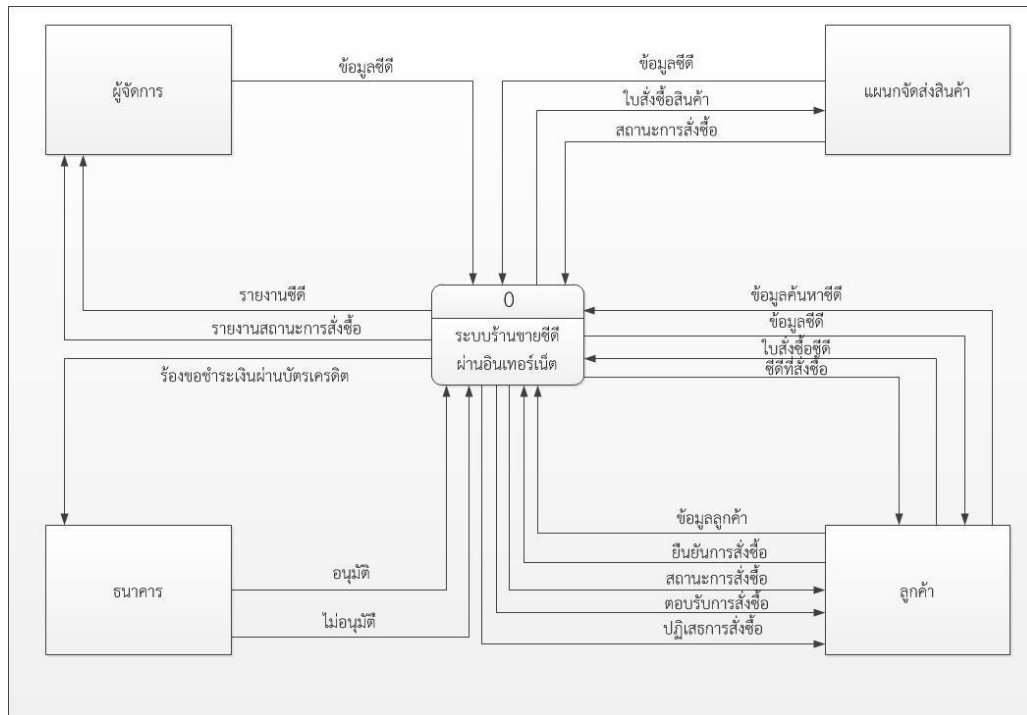 ผู้จัดการ
ข้อมูลซีดี
ข้อมูลซีดี
ใบสั่งซื้อสินค้า
สถานะการสั่งซื้อ
แผนกจัดส่งสินค้า
0
ระบบร้านขายซีดี
ผ่านอินเทอร์เน็ต
รายงานซีดี
รายงานสถานะการสั่งซื้อ
ร้องขอชำระเงินผ่านบัตรเครดิต
ข้อมูลค้นหาซีดี
ข้อมูลซีดี
ใบสั่งซื้อซีดี
ซีดีที่สั่งซื้อ
ธนาคาร
อนุมัติ
ไม่อนุมัติ
ข้อมูลลูกค้า
ยืนยันการสั่งซื้อ
สถานะการสั่งซื้อ
ตอบรับการสั่งซื้อ
ปฏิเสธการสั่งซื้อ
ลูกค้า